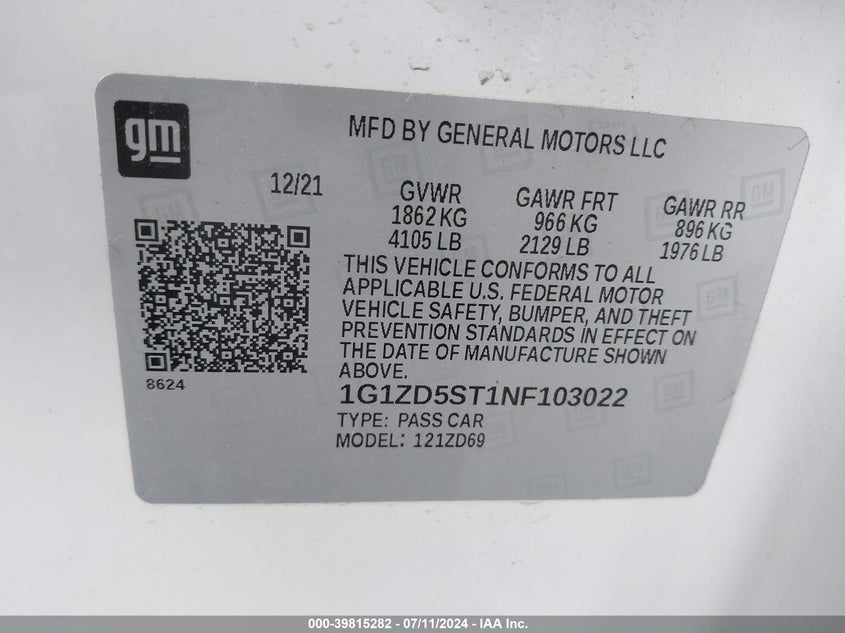 gm
MFD BY GENERAL MOTORS LLC
12/21
GVWR
1862 KG
4105 LB
GAWR FRT
966 KG
2129 LB
GAWR RR
896 KG
1976 LB
THIS VEHICLE CONFORMS TO ALL
APPLICABLE U.S. FEDERAL MOTOR
VEHICLE SAFETY, BUMPER, AND THEFT
PREVENTION STANDARDS IN EFFECT ON
THE DATE OF MANUFACTURE SHOWN
ABOVE.
8624
1G1ZD5ST1NF103022
TYPE: PASS CAR
MODEL: 121ZD69
000-39815282 - 07/11/2024 - IAA Inc.